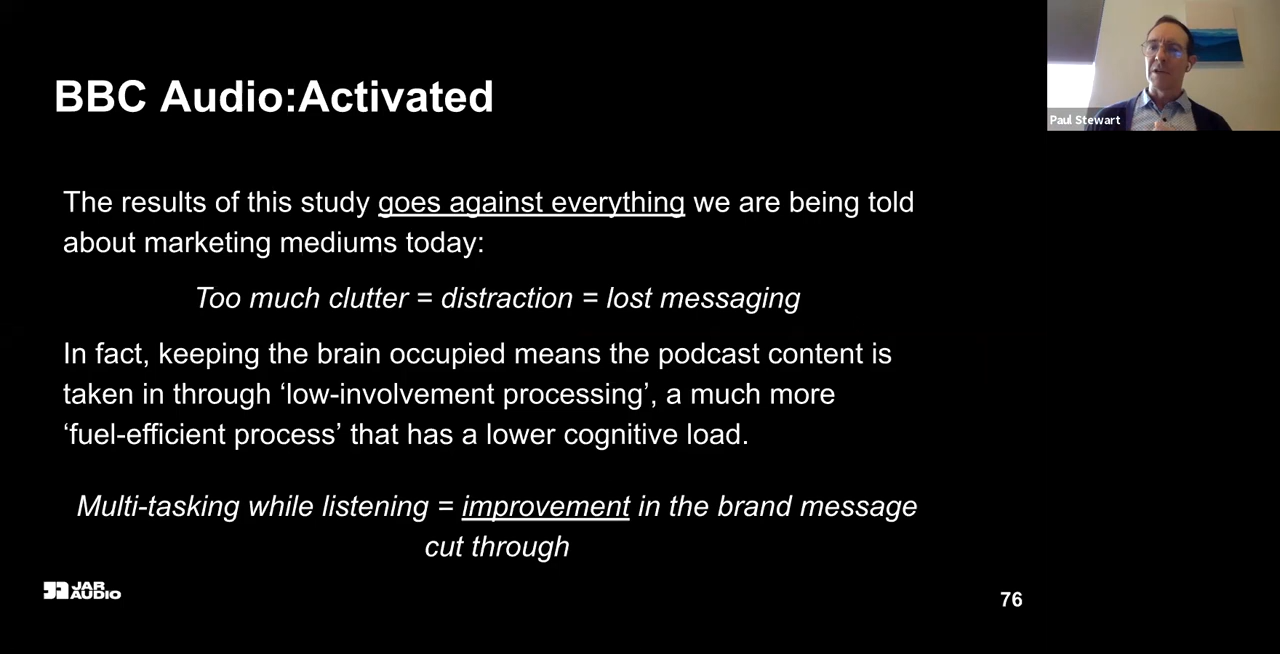 BBC Audio:Activated
Paul Stewart
The results of this study goes against everything we are being told
about marketing mediums today:
Too much clutter = distraction = lost messaging
In fact, keeping the brain occupied means the podcast content is
taken in through ‘low-involvement processing’, a much more
‘fuel-efficient process’ that has a lower cognitive load.
Multi-tasking while listening = improvement in the brand message
cut through
JAR
AUDIO
76